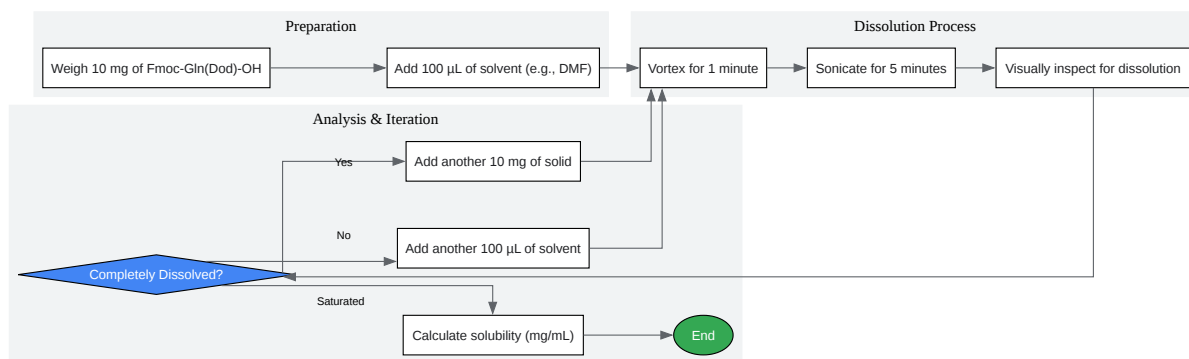 Preparation
Dissolution Process
Weigh 10 mg of Fmoc-Gln(Dod)-OH
Add 100 µL of solvent (e.g., DMF)
Vortex for 1 minute
Sonicate for 5 minutes
Visually inspect for dissolution
Analysis & Iteration
Yes
Add another 10 mg of solid
No
Add another 100 µL of solvent
Completely Dissolved?
Saturated
Calculate solubility (mg/mL)
End